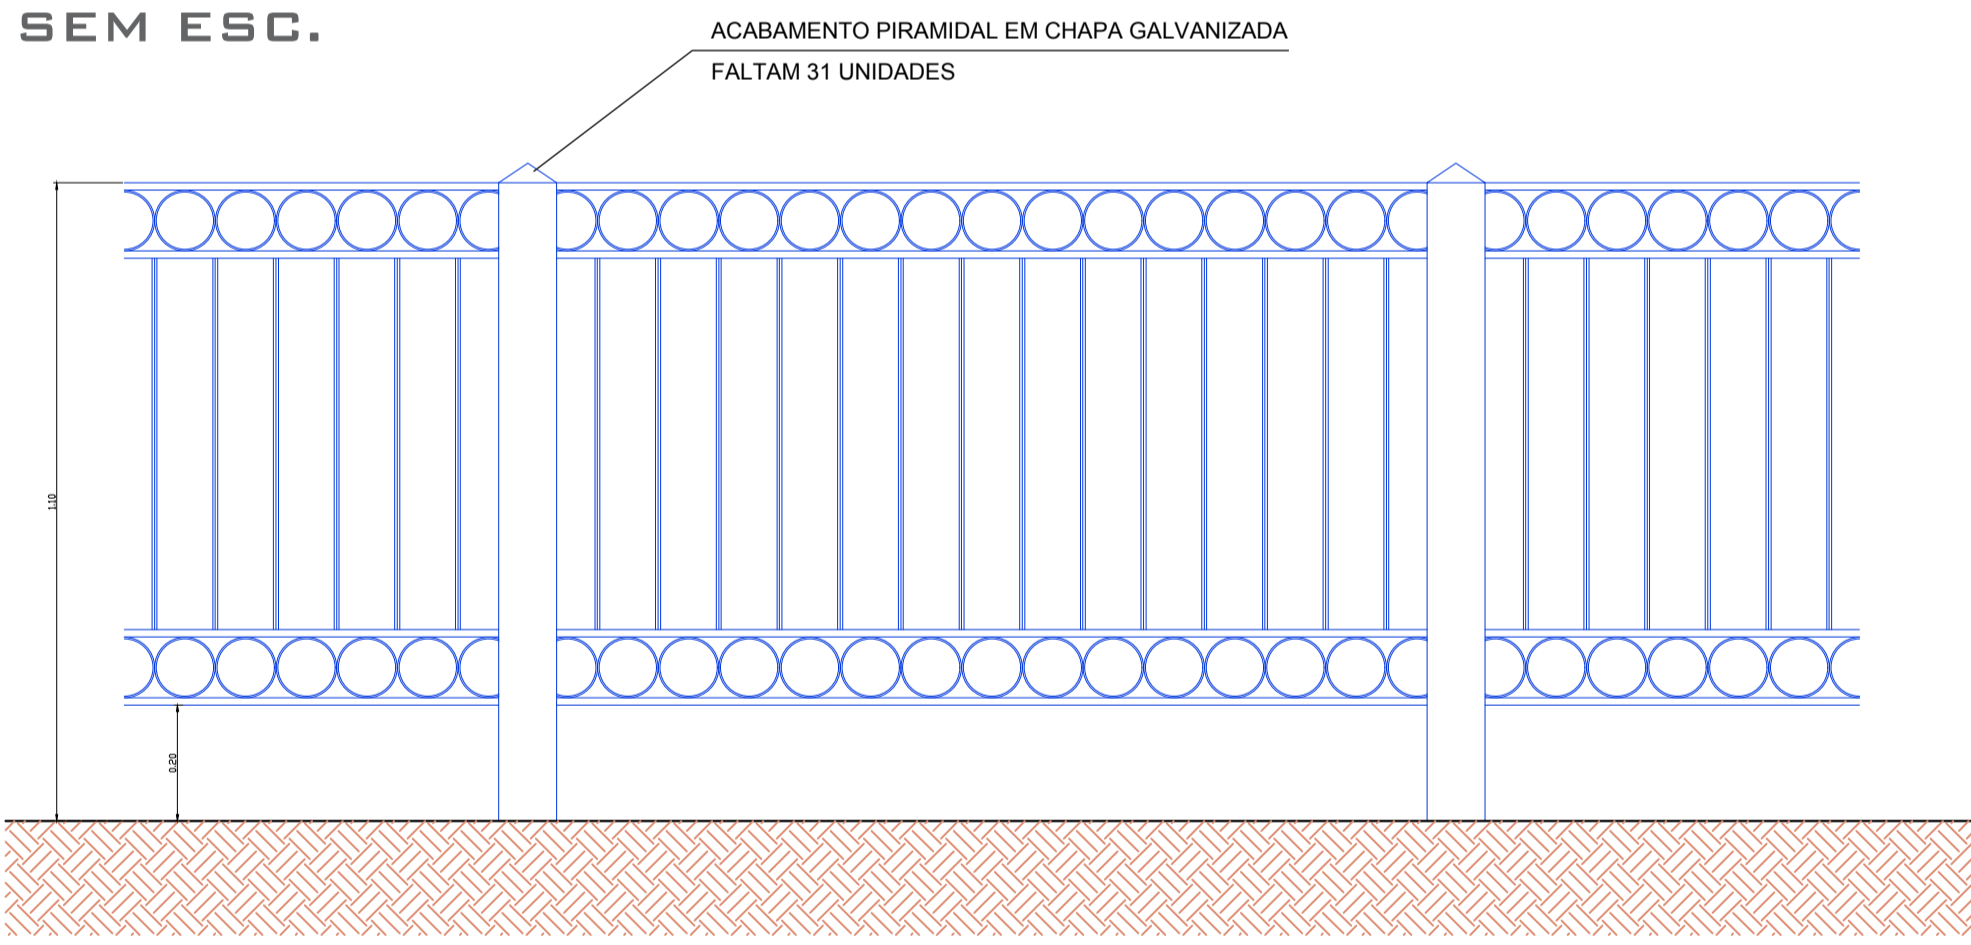 SEM ESC.
ACABAMENTO PIRAMIDAL EM CHAPA GALVANIZADA
FALTAM 31 UNIDADES
1.10
0.20